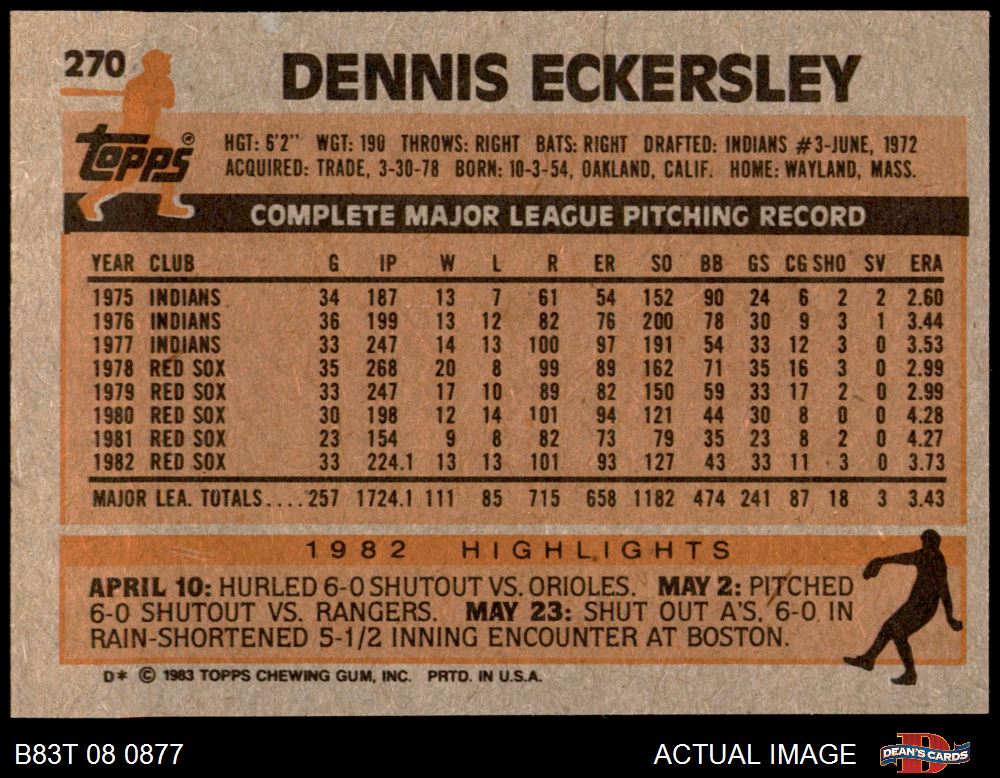 270
DENNIS ECKERSLEY
Topps®
HGT: 6'2" WGT: 190 THROWS: RIGHT BATS: RIGHT DRAFTED: INDIANS #3-JUNE, 1972
ACQUIRED: TRADE, 3-30-78 BORN: 10-3-54, OAKLAND, CALIF. HOME: WAYLAND, MASS.
COMPLETE MAJOR LEAGUE PITCHING RECORD
YEAR CLUB G IP W L R ER SO BB GS CG SHO SV ERA
1975 INDIANS 34 187 13 7 61 54 152 90 24 6 2 2 2.60
1976 INDIANS 36 199 13 12 82 76 200 78 30 9 3 1 3.44
1977 INDIANS 33 247 14 13 100 97 191 54 33 12 3 0 3.53
1978 RED SOX 35 268 20 8 99 89 162 71 35 16 3 0 2.99
1979 RED SOX 33 247 17 10 89 82 150 59 33 17 2 0 2.99
1980 RED SOX 30 198 12 14 101 94 121 44 30 8 0 0 4.28
1981 RED SOX 23 154 9 8 82 73 79 35 23 8 2 0 4.27
1982 RED SOX 33 224.1 13 13 101 93 127 43 33 11 3 0 3.73
MAJOR LEA. TOTALS....257 1724.1 111 85 715 658 1182 474 241 87 18 3 3.43
1982 HIGHLIGHTS
APRIL 10: HURLED 6-0 SHUTOUT VS. ORIOLES. MAY 2: PITCHED
6-0 SHUTOUT VS. RANGERS. MAY 23: SHUT OUT A'S, 6-0 IN
RAIN-SHORTENED 5-1/2 INNING ENCOUNTER AT BOSTON.
D* © 1983 TOPPS CHEWING GUM, INC. PRTD. IN U.S.A.
B83T 08 0877
ACTUAL IMAGE
D
DEAN'S CARDS